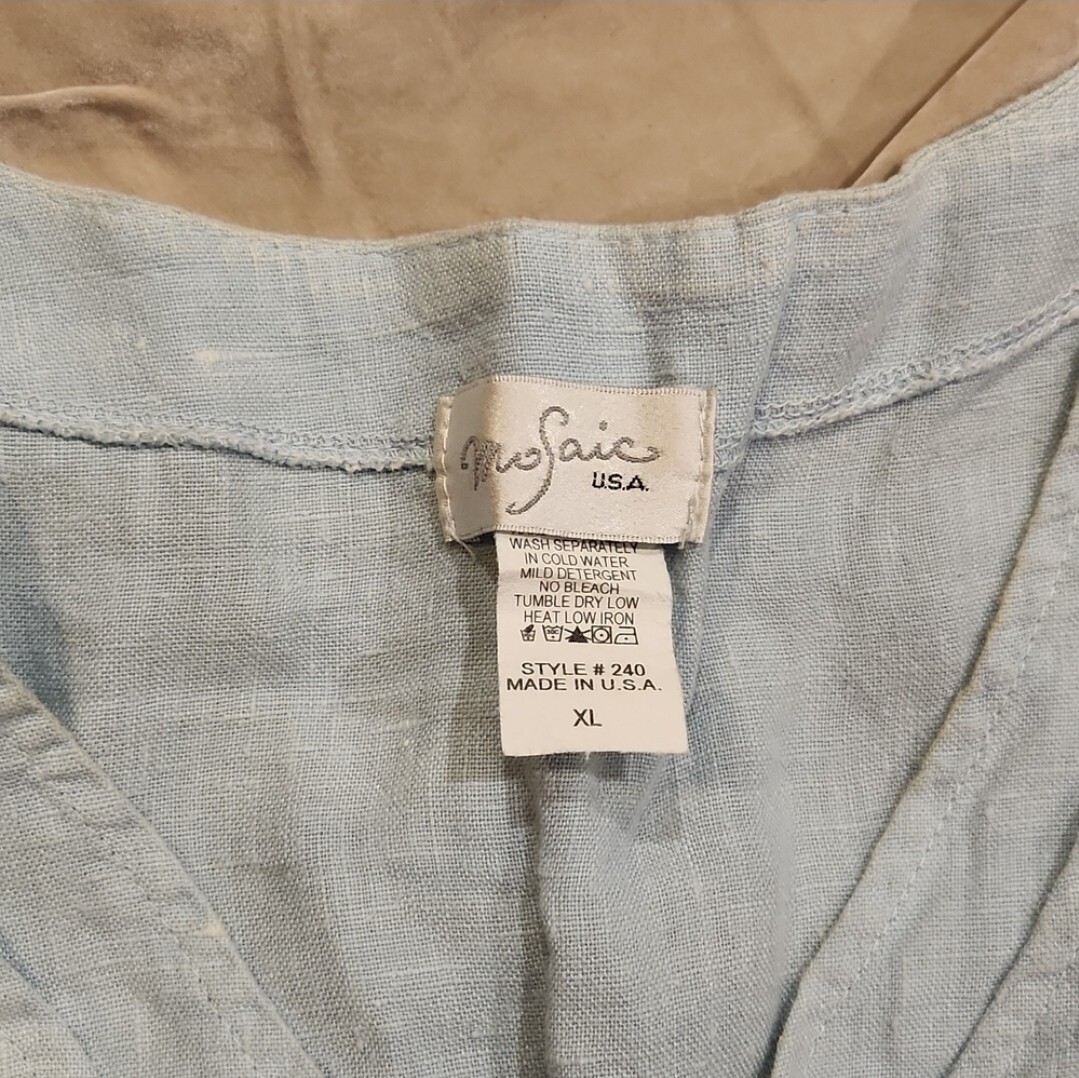 mosaic
U.S.A.
WASH SEPARATELY
IN COLD WATER
MILD DETERGENT
NO BLEACH
TUMBLE DRY LOW
HEAT LOW IRON
STYLE # 240
MADE IN U.S.A.
XL